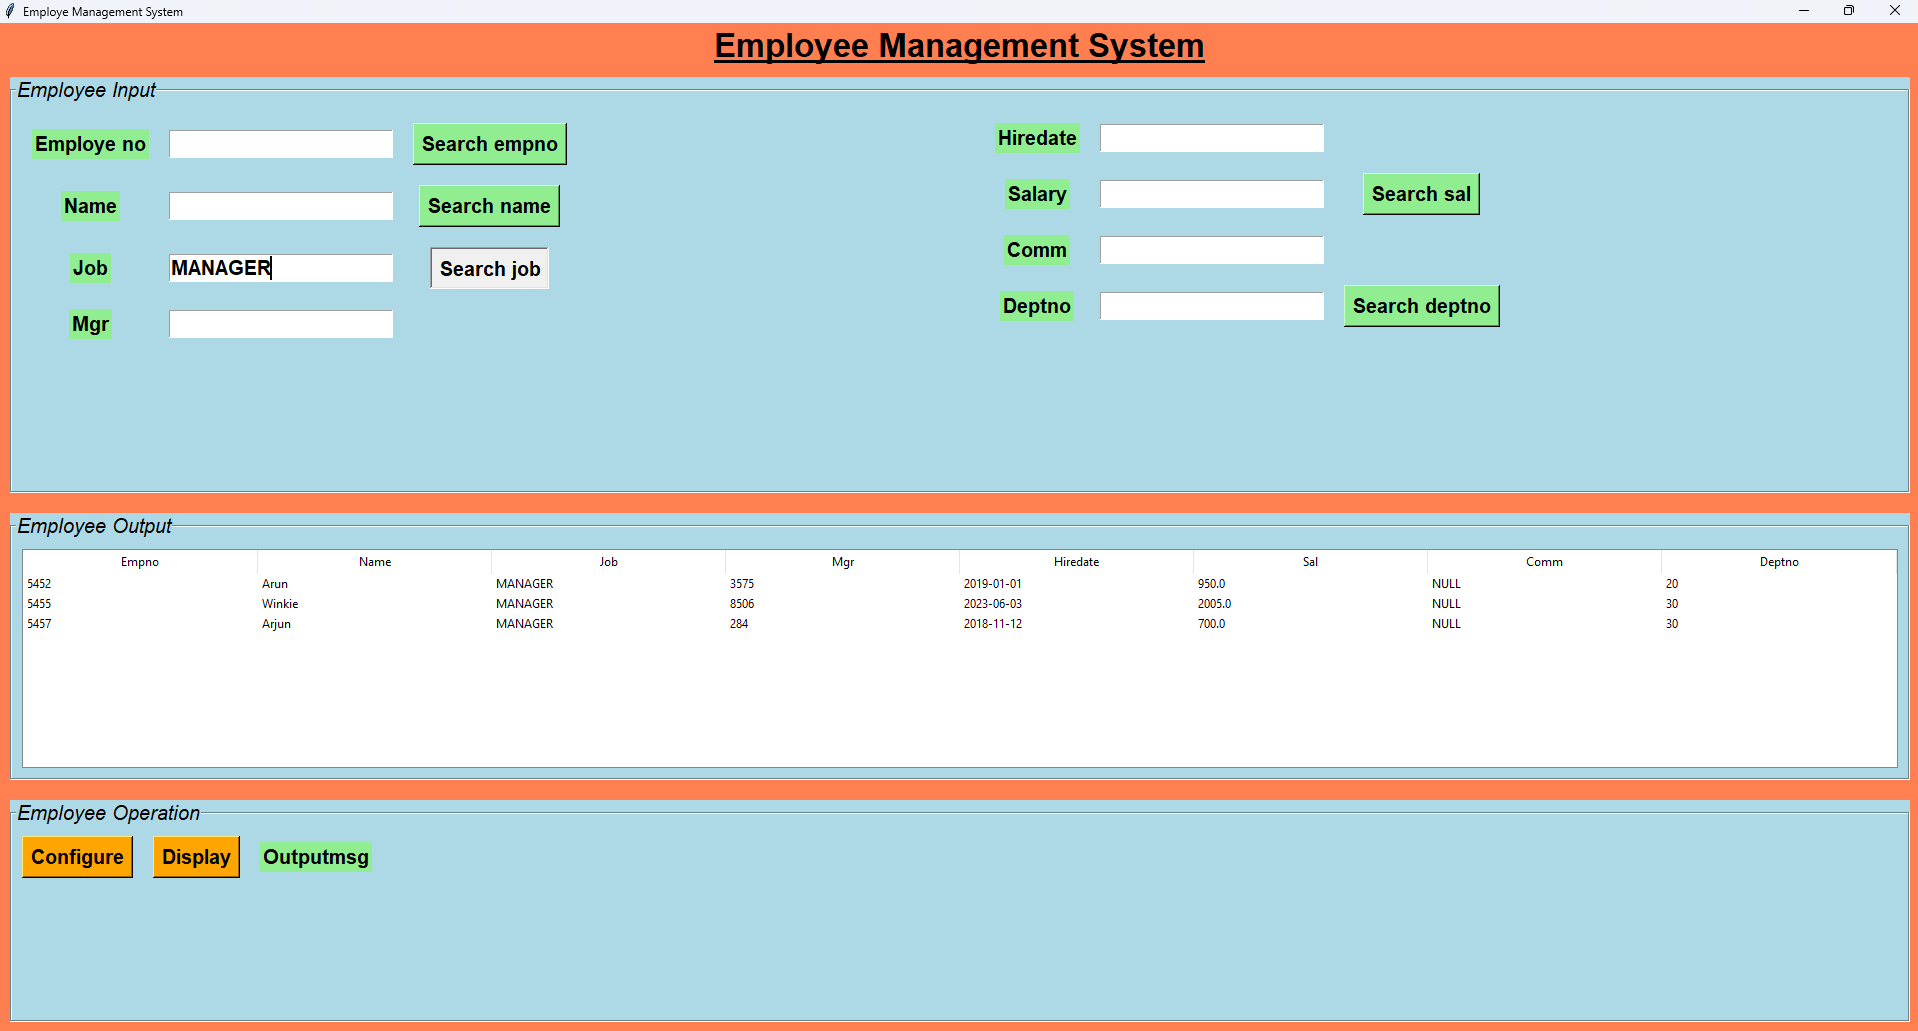 Employe Management System
Employee Management System
Employee Input
Employe no Search empno
Name Search name
Job MANAGER Search job
Mgr
Hiredate
Salary Search sal
Comm
Deptno Search deptno
Employee Output
Empno Name Job Mgr Hiredate Sal Comm Deptno
5452 Arun MANAGER 3575 2019-01-01 950.0 NULL 20
5455 Winkie MANAGER 8506 2023-06-03 2005.0 NULL 30
5457 Arjun MANAGER 284 2018-11-12 700.0 NULL 30
Employee Operation
Configure Display Outputmsg